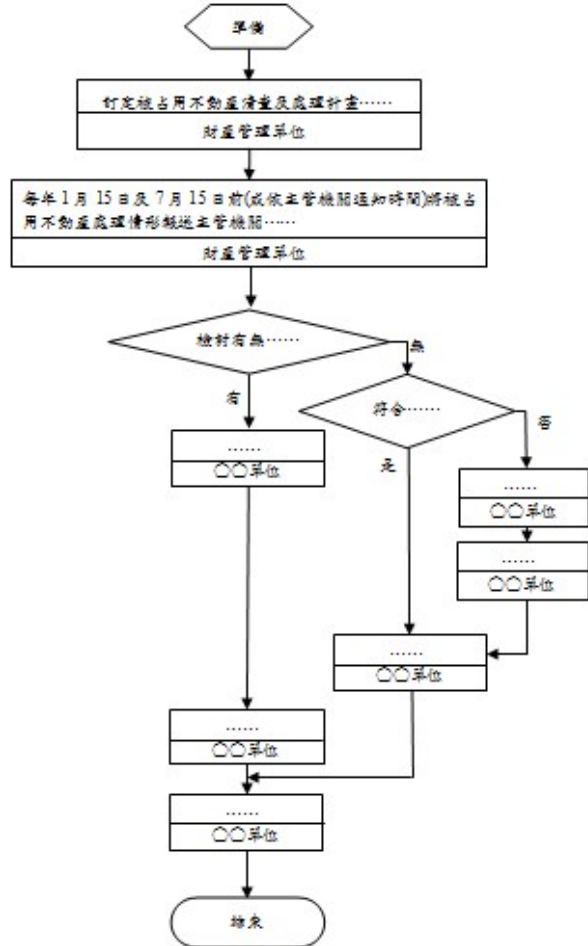 準備
訂定被占用不動產清查及處理計畫……
財產管理單位
每年1月15日及7月15日前(或依主管機關通知時間)將被占
用不動產處理情形報送主管機關……
財產管理單位
檢討有無……
無
有
符合……
否
是
……
○○單位
……
○○單位
……
○○單位
……
○○單位
……
○○單位
……
○○單位
結束